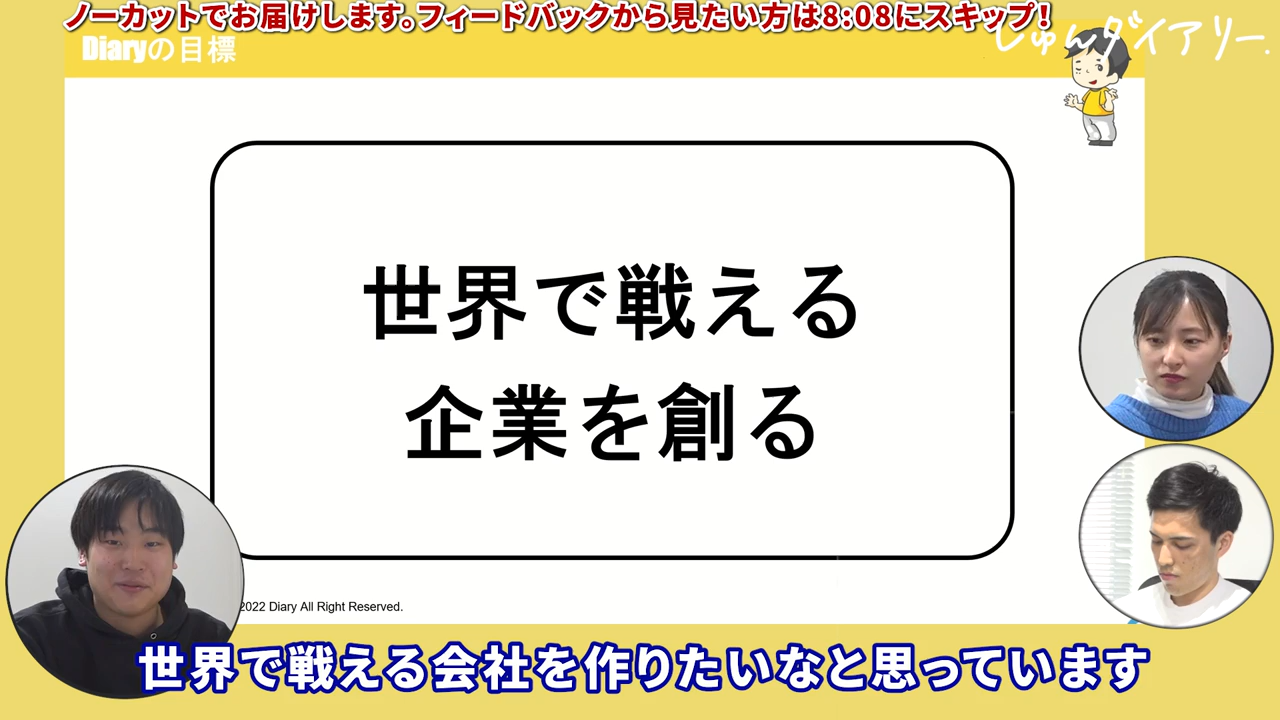 ノーカットでお届けします。フィードバックから見たい方は8:08にスキップ!
しゅんダイアリー.
Diaryの目標
世界で戦える
企業を創る
2022 Diary All Right Reserved.
世界で戦える会社を作りたいなと思っています